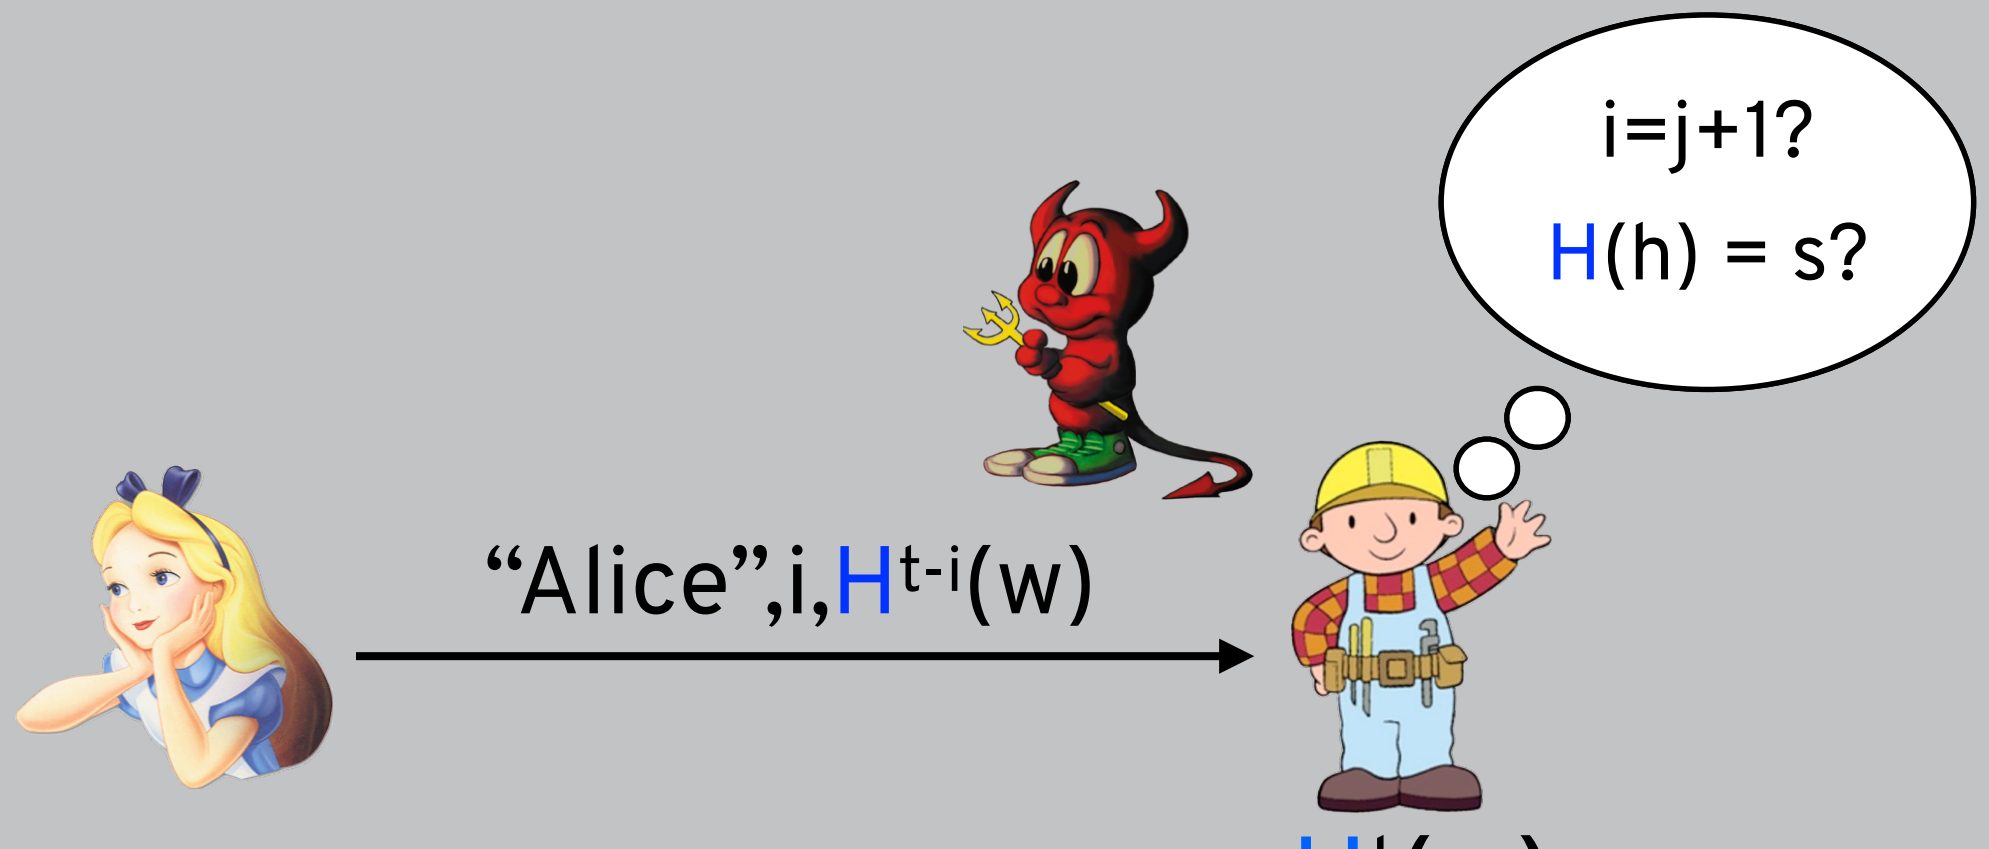 i=j+1?
H(h) = s?
“Alice”,i,Hᵗ⁻ⁱ(w)